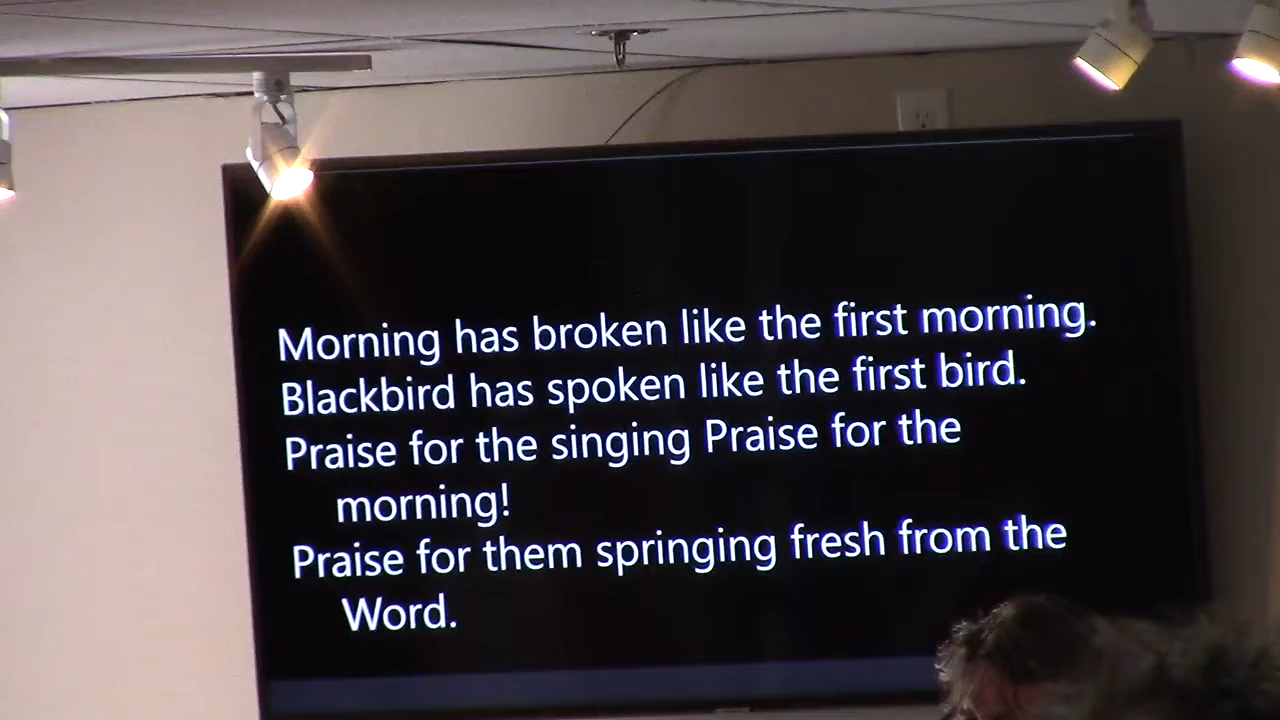 Morning has broken like the first morning.
Blackbird has spoken like the first bird.
Praise for the singing Praise for the
morning!
Praise for them springing fresh from the
Word.